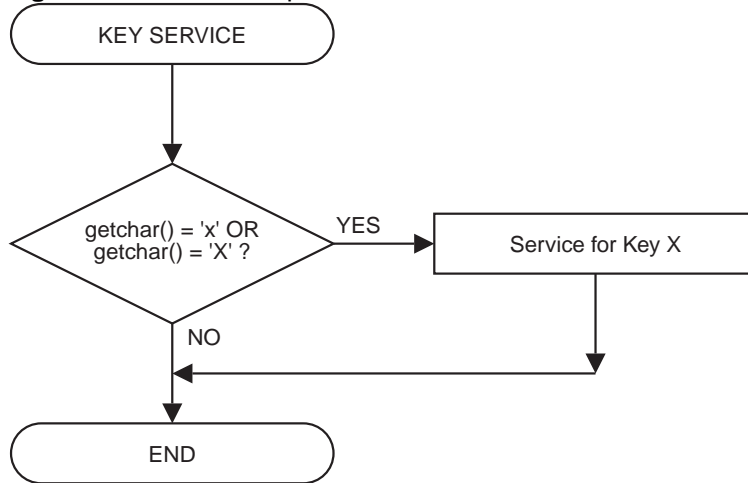 KEY SERVICE
getchar() = 'x' OR
getchar() = 'X' ?
YES
Service for Key X
NO
END